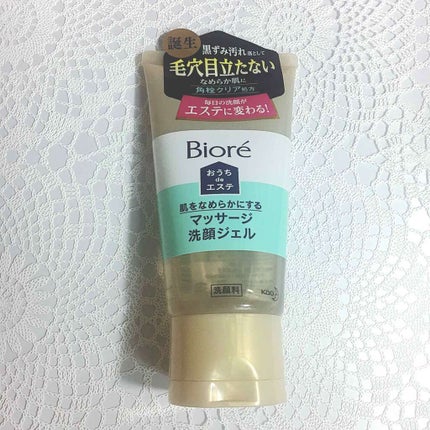 誕生
黒ずみ汚れ落として
毛穴目立たない
なめらか肌に
角栓クリア処方
毎日の洗顔が
エステに変わる!
Bioré
おうち
de
エステ
肌をなめらかにする
マッサージ
洗顔ジェル
洗顔料
Kao